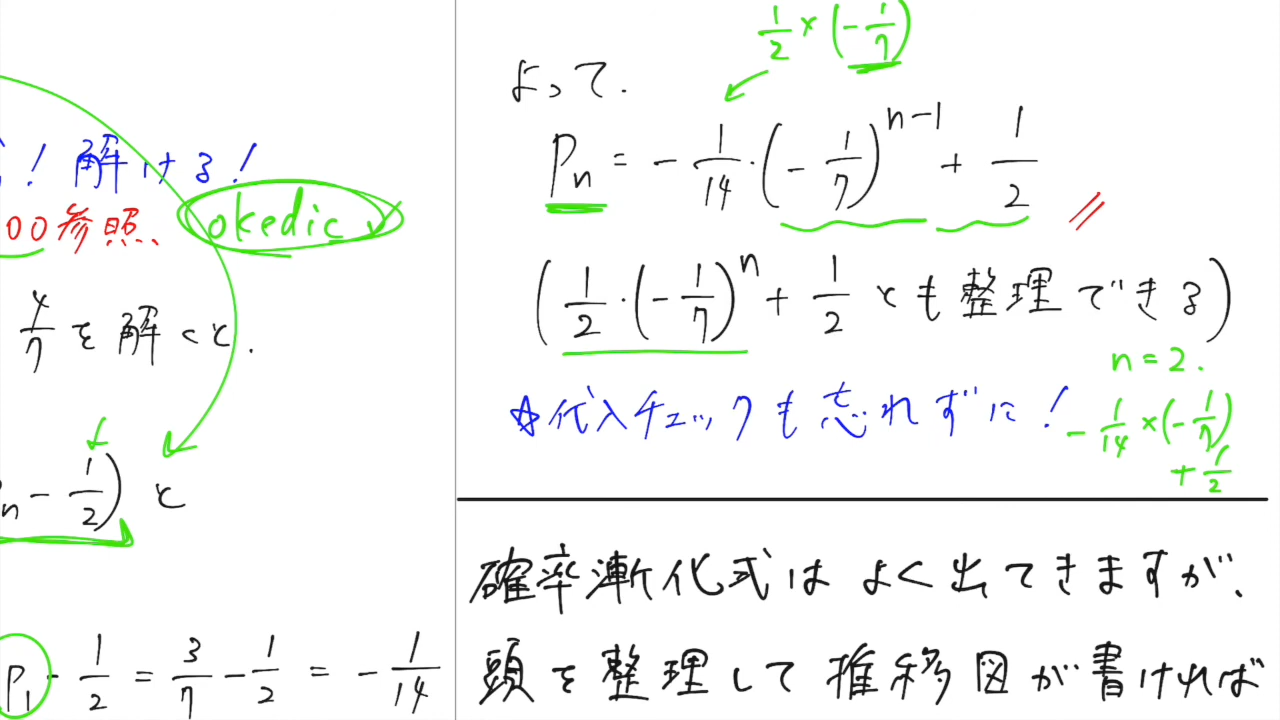 ! 解ける!
00参照
okedic
4/7 を解くと.
n - 1/2) と
P1 - 1/2 = 3/7 - 1/2 = - 1/14
1/2 × (-1/7)
よって.
Pn = - 1/14 · (- 1/7)^{n-1} + 1/2
( 1/2 · (- 1/7)^n + 1/2 とも整理できる )
☆代入チェックも忘れずに!
n = 2.
- 1/14 × (- 1/7)
+ 1/2
確率漸化式は よく出てきますが、
頭を整理して推移図が書ければ